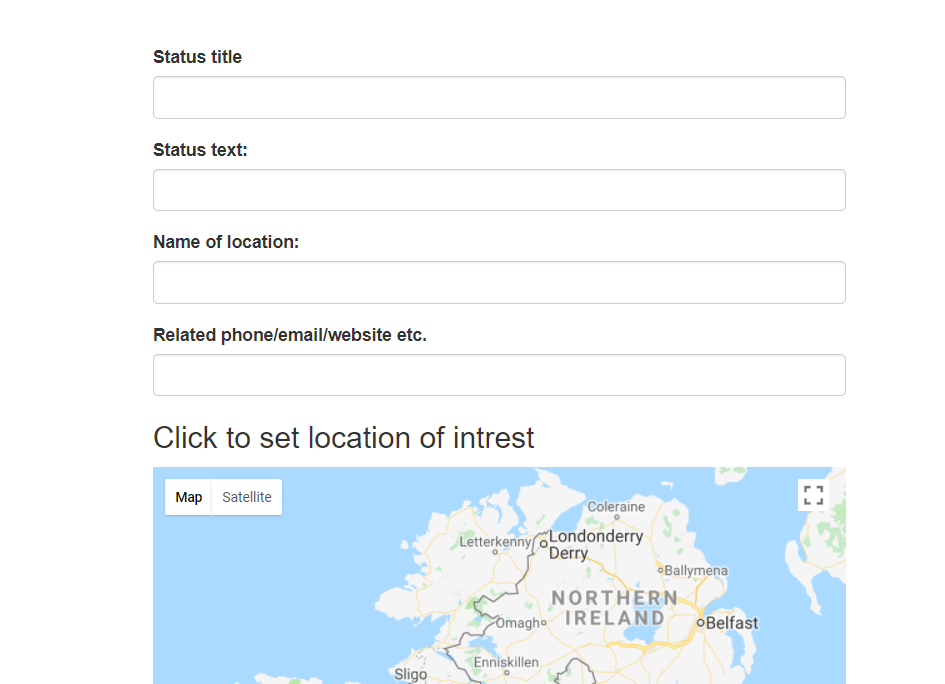 Status title
Status text:
Name of location:
Related phone/email/website etc.
Click to set location of intrest
Map Satellite
Coleraine
Letterkenny
Londonderry
Derry
Ballymena
NORTHERN
IRELAND
Omagh
Belfast
Enniskillen
Sligo